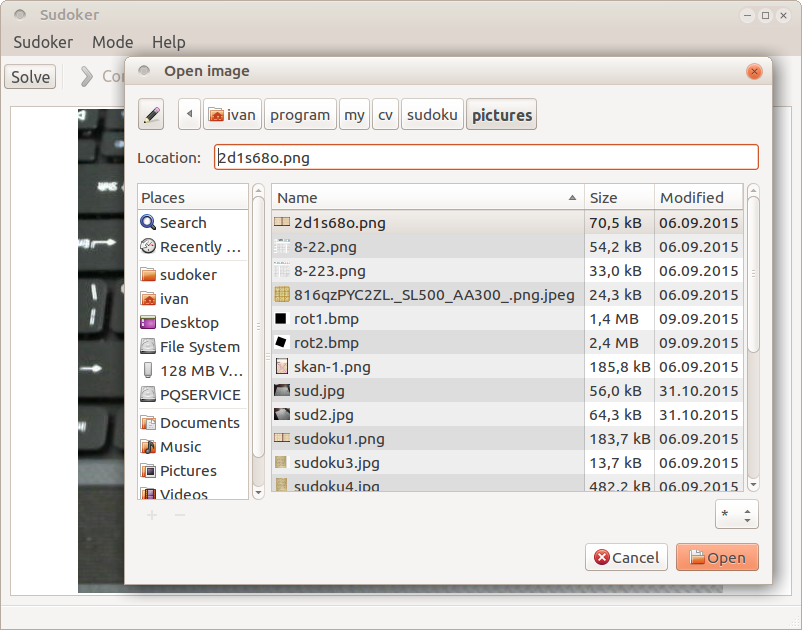 Sudoker
Sudoker Mode Help
Solve
Open image
ivan program my cv sudoku pictures
Location: 2d1s68o.png
Places
Search
Recently ...
sudoker
ivan
Desktop
File System
128 MB V...
PQSERVICE
Documents
Music
Pictures
Videos
Name Size Modified
2d1s68o.png 70,5 kB 06.09.2015
8-22.png 54,2 kB 06.09.2015
8-223.png 33,0 kB 06.09.2015
816qzPYC2ZL._SL500_AA300_.png.jpeg 24,3 kB 06.09.2015
rot1.bmp 1,4 MB 09.09.2015
rot2.bmp 2,4 MB 09.09.2015
skan-1.png 185,8 kB 06.09.2015
sud.jpg 56,0 kB 31.10.2015
sud2.jpg 64,3 kB 31.10.2015
sudoku1.png 183,7 kB 06.09.2015
sudoku3.jpg 13,7 kB 06.09.2015
sudoku4.jpg 482,2 kB 06.09.2015
*
Cancel Open